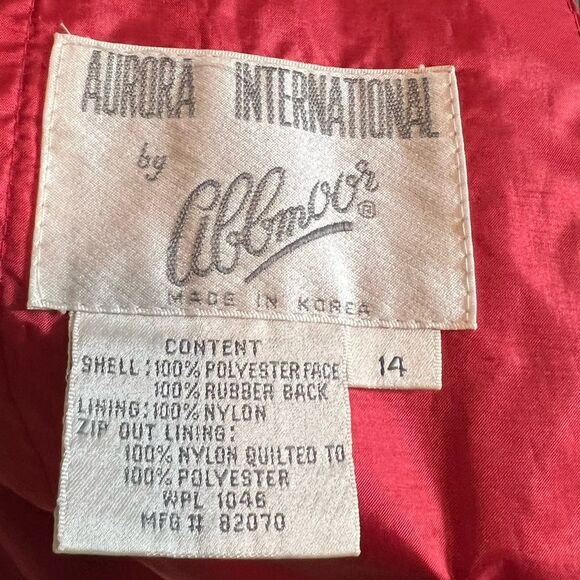 AURORA INTERNATIONAL
by
Abbmoor®
MADE IN KOREA
14
CONTENT
SHELL:100% POLYESTER FACE
100% RUBBER BACK
LINING:100% NYLON
ZIP OUT LINING:
100% NYLON QUILTED TO
100% POLYESTER
WPL 1046
MFG # 82070